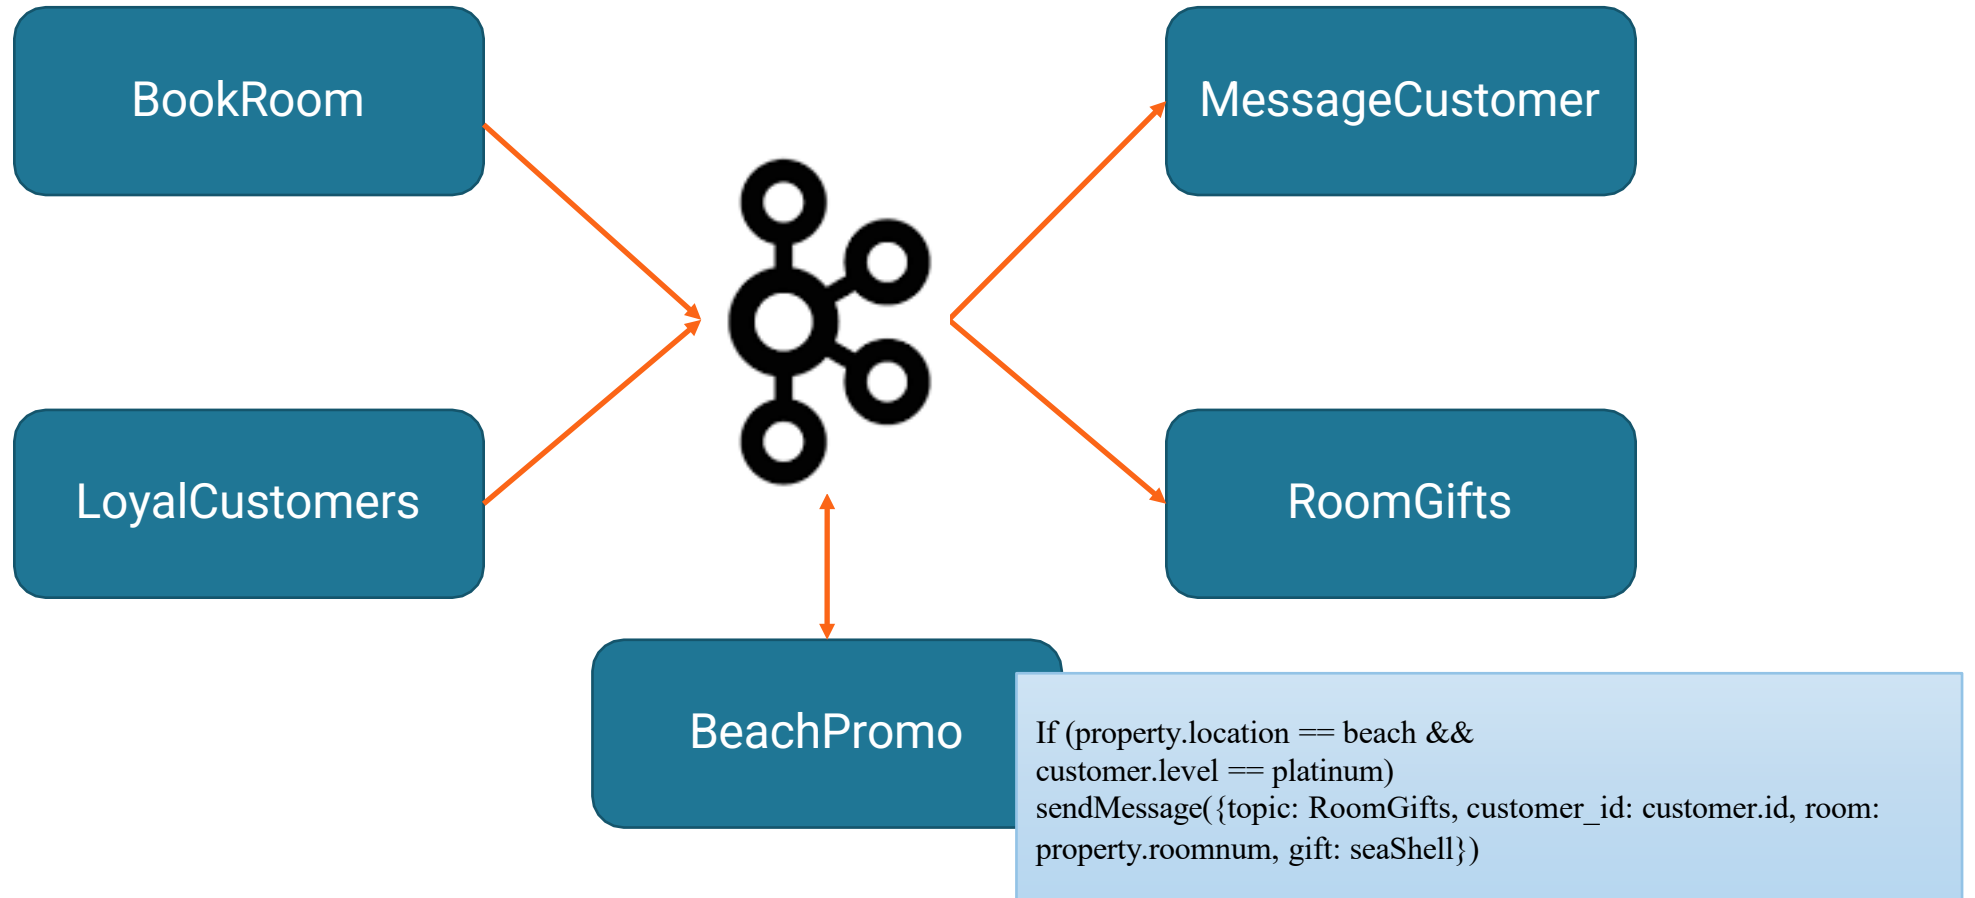 BookRoom
MessageCustomer
LoyalCustomers
RoomGifts
BeachPromo
If (property.location == beach &&
customer.level == platinum)
sendMessage({topic: RoomGifts, customer_id: customer.id, room:
property.roomnum, gift: seaShell})